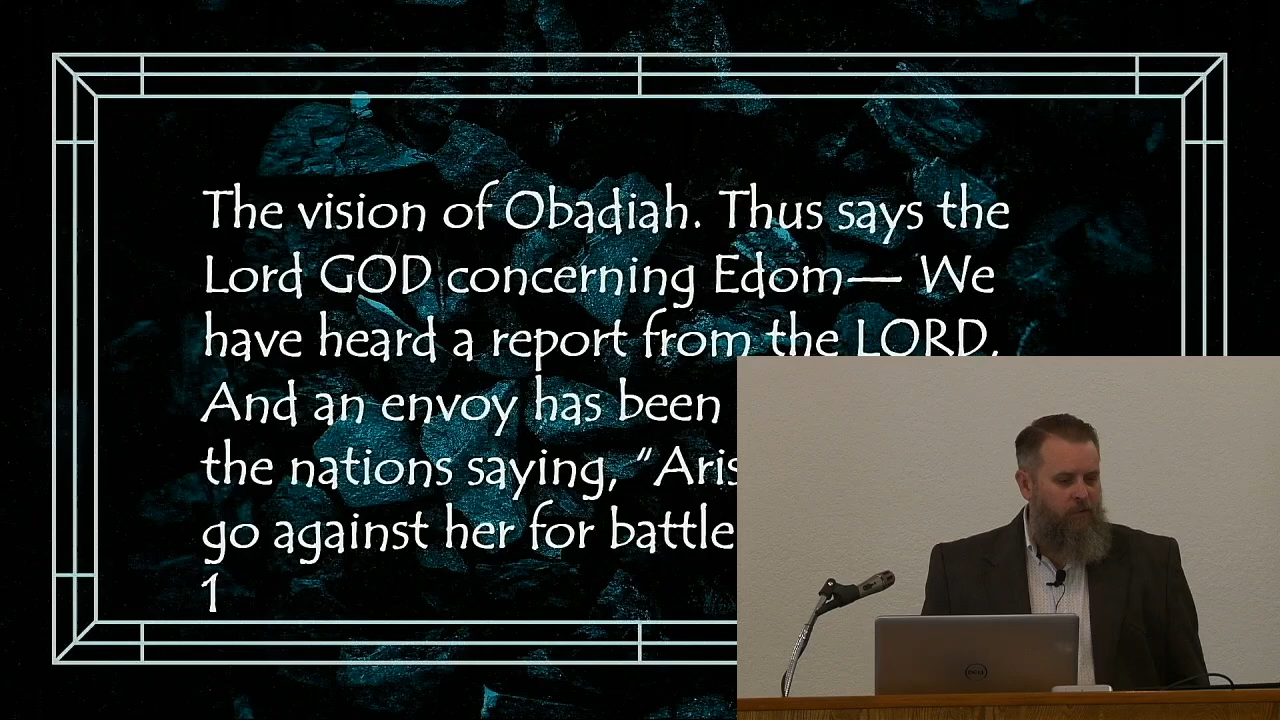 The vision of Obadiah. Thus says the
Lord GOD concerning Edom— We
have heard a report from the LORD,
And an envoy has been
the nations saying, “Aris
go against her for battle
1
DELL